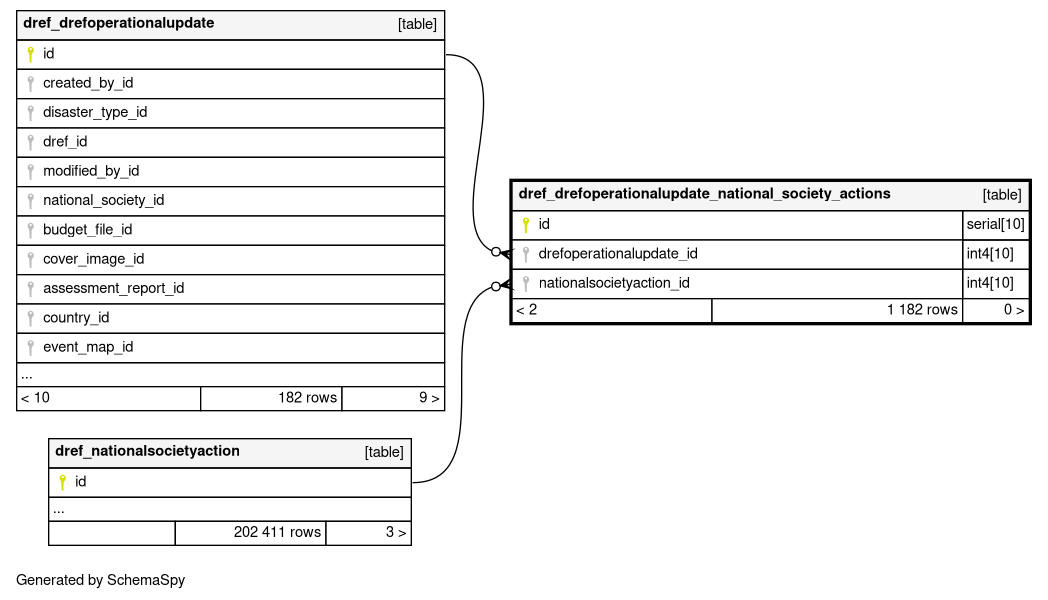 dref_drefoperationalupdate [table]
id
created_by_id
disaster_type_id
dref_id
modified_by_id
national_society_id
budget_file_id
cover_image_id
assessment_report_id
country_id
event_map_id
...
< 10 182 rows 9 >
dref_drefoperationalupdate_national_society_actions [table]
id serial[10]
drefoperationalupdate_id int4[10]
nationalsocietyaction_id int4[10]
< 2 1 182 rows 0 >
dref_nationalsocietyaction [table]
id
...
202 411 rows 3 >
Generated by SchemaSpy